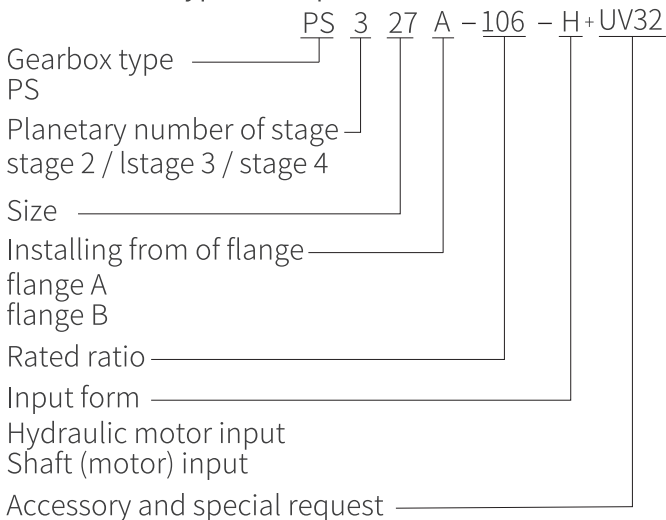 PS 3 27 A - 106 - H + UV32
Gearbox type
PS
Planetary number of stage
stage 2 / lstage 3 / stage 4
Size
Installing from of flange
flange A
flange B
Rated ratio
Input form
Hydraulic motor input
Shaft (motor) input
Accessory and special request